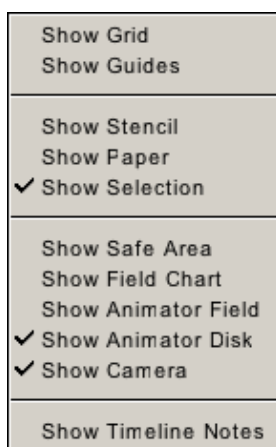 Show Grid
Show Guides
Show Stencil
Show Paper
Show Selection
Show Safe Area
Show Field Chart
Show Animator Field
Show Animator Disk
Show Camera
Show Timeline Notes